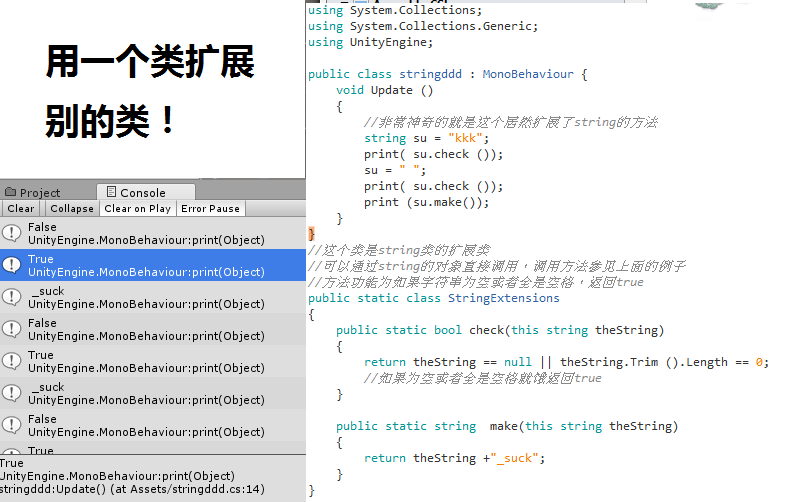 用一个类扩展
别的类！
Project
Console
Clear
Collapse
Clear on Play
Error Pause
False
UnityEngine.MonoBehaviour:print(Object)
True
UnityEngine.MonoBehaviour:print(Object)
_suck
UnityEngine.MonoBehaviour:print(Object)
False
UnityEngine.MonoBehaviour:print(Object)
True
UnityEngine.MonoBehaviour:print(Object)
_suck
UnityEngine.MonoBehaviour:print(Object)
False
UnityEngine.MonoBehaviour:print(Object)
True
True
UnityEngine.MonoBehaviour:print(Object)
stringddd:Update() (at Assets/stringddd.cs:14)
using System.Collections;
using System.Collections.Generic;
using UnityEngine;
public class stringddd : MonoBehaviour {
void Update ()
{
//非常神奇的就是这个居然扩展了string的方法
string su = "kkk";
print( su.check ());
su = " ";
print( su.check ());
print (su.make());
}
}
//这个类是string类的扩展类
//可以通过string的对象直接调用，调用方法参见上面的例子
//方法功能为如果字符串为空或者全是空格，返回true
public static class StringExtensions
{
public static bool check(this string theString)
{
return theString == null || theString.Trim ().Length == 0;
//如果为空或者全是空格就饿返回true
}
public static string  make(this string theString)
{
return theString +"_suck";
}
}